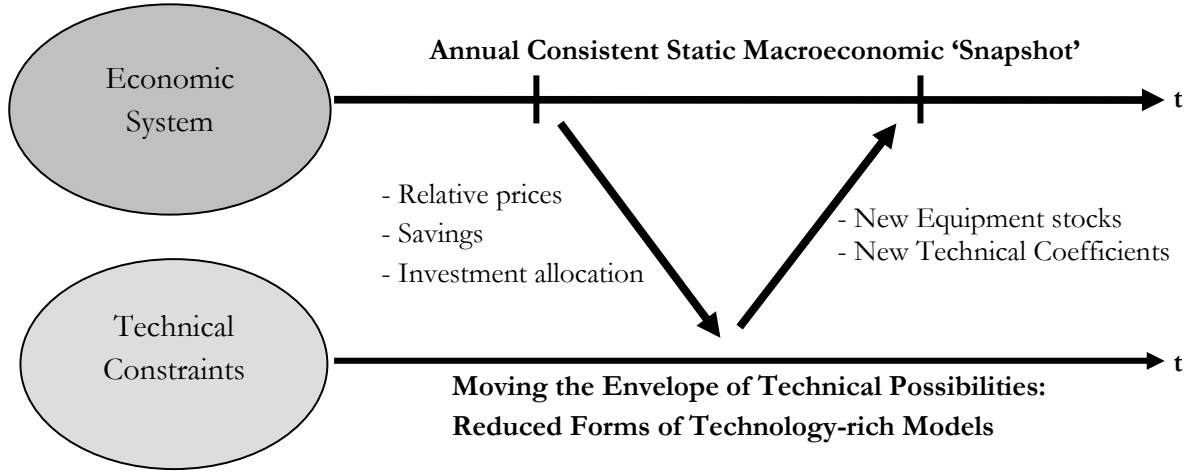 Economic
System
Annual Consistent Static Macroeconomic ‘Snapshot’
t
- Relative prices
- Savings
- Investment allocation
- New Equipment stocks
- New Technical Coefficients
Technical
Constraints
t
Moving the Envelope of Technical Possibilities:
Reduced Forms of Technology-rich Models